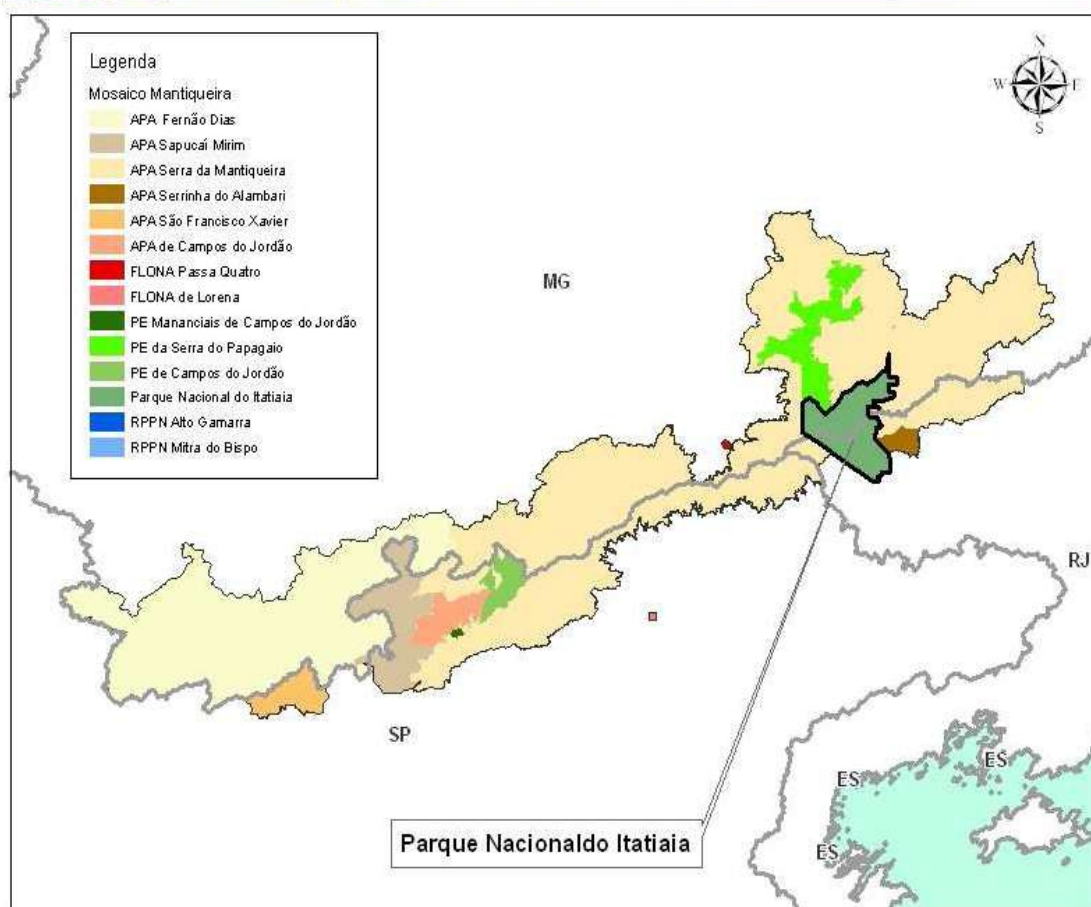 Legenda
Mosaico Mantiqueira
APA Fernão Dias
APA Sapucaí Mirim
APA Serra da Mantiqueira
APA Serrinha do Alambari
APA São Francisco Xavier
APA de Campos do Jordão
FLONA Passa Quatro
FLONA de Lorena
PE Mananciais de Campos do Jordão
PE da Serra do Papagaio
PE de Campos do Jordão
Parque Nacional do Itatiaia
RPPN Alto Gamarra
RPPN Mitra do Bispo
N
W E
S
MG
RJ
SP
ES
ES
ES
Parque Nacionaldo Itatiaia